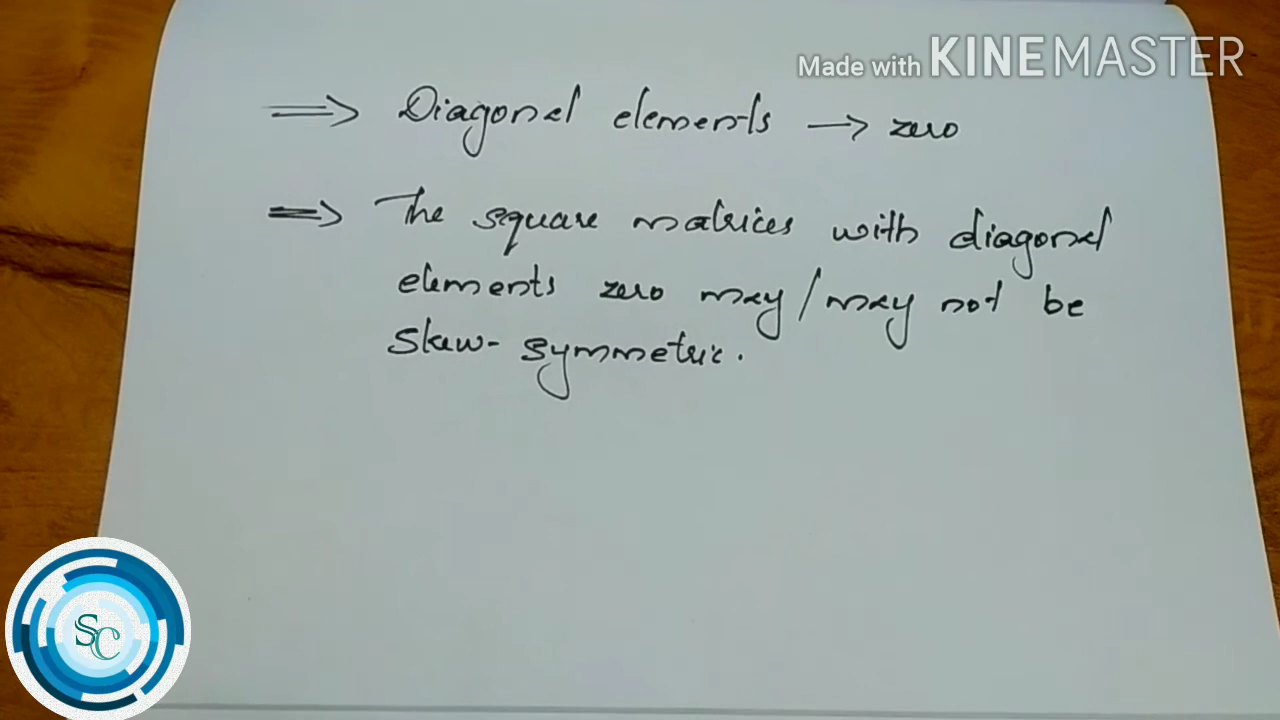 Made with KINEMASTER
⇒ Diagonal elements → zero
⇒ The square matrices with diagonal
elements zero may/may not be
Skew-symmetric.
SC